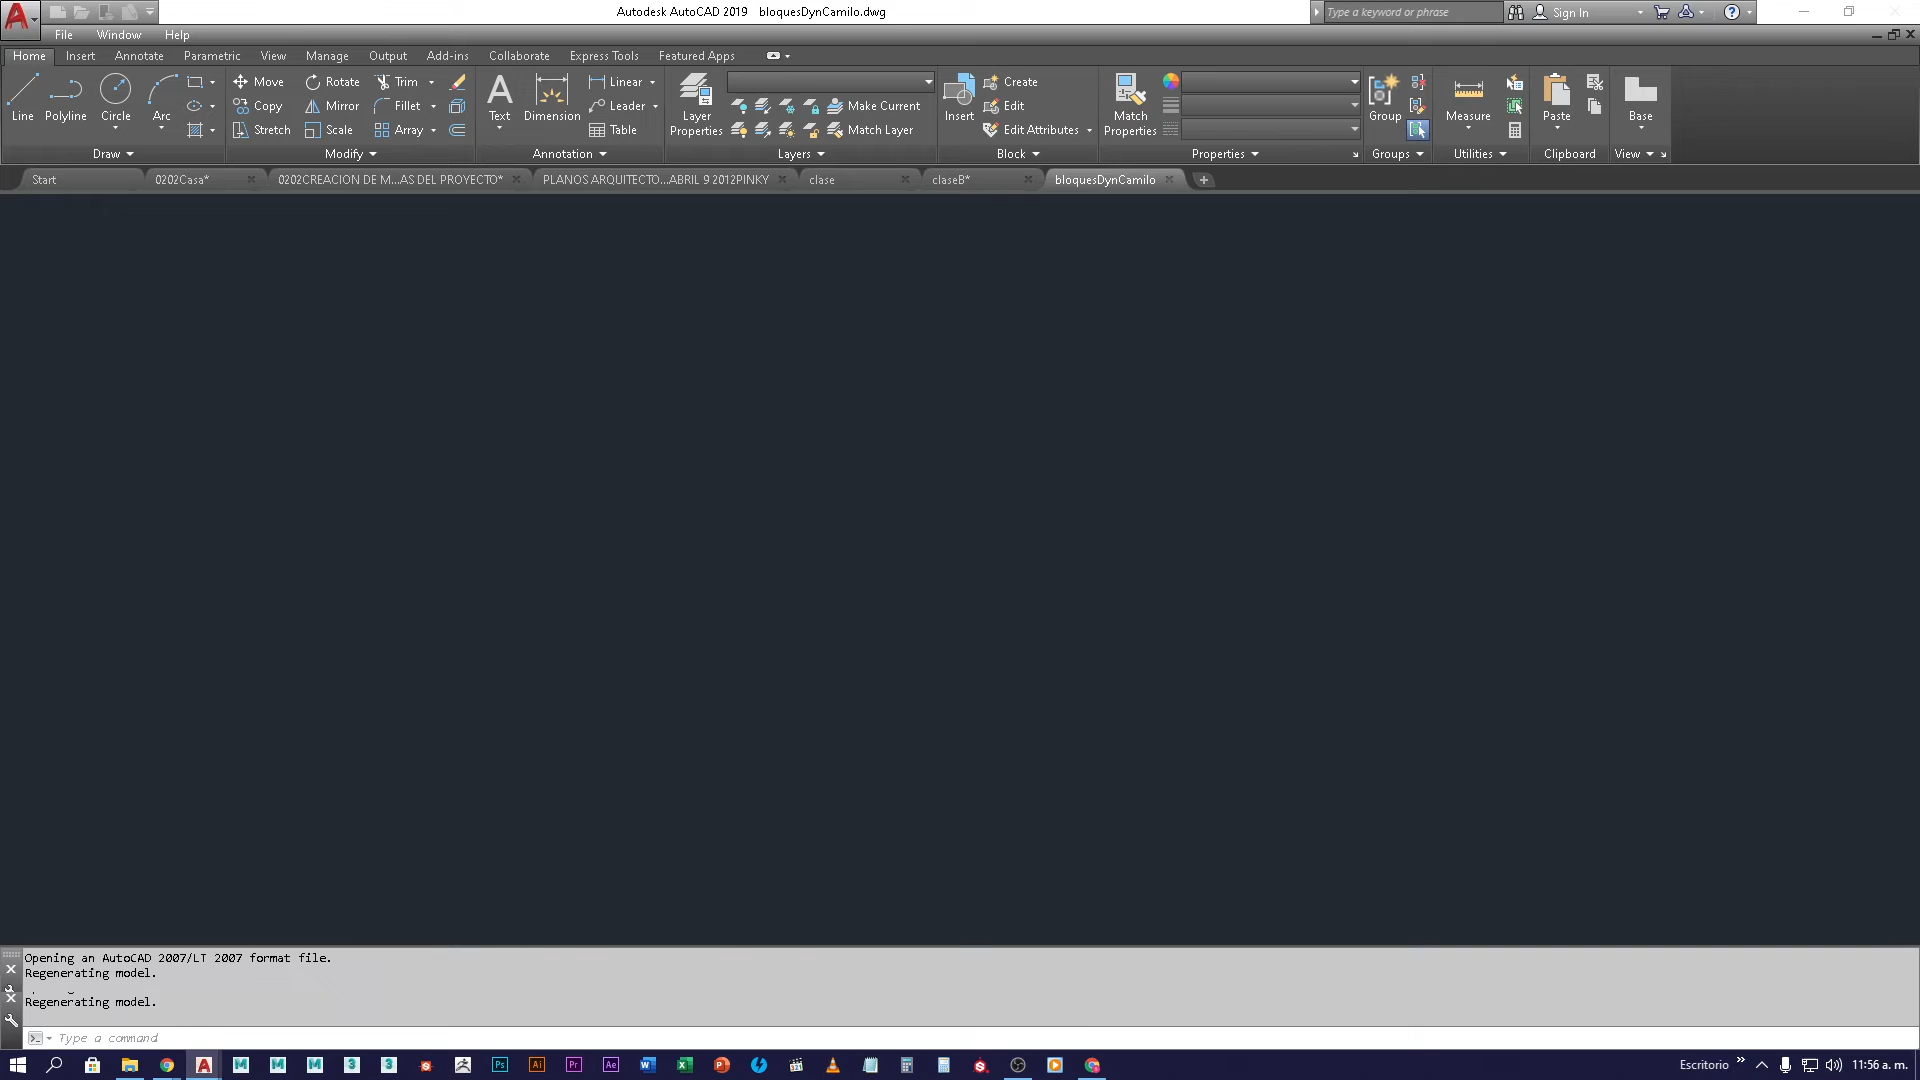 Autodesk AutoCAD 2019 bloquesDynCamilo.dwg
Type a keyword or phrase
Sign In
File Window Help
Home Insert Annotate Parametric View Manage Output Add-ins Collaborate Express Tools Featured Apps
Line Polyline Circle Arc
Move Rotate Trim
Copy Mirror Fillet
Stretch Scale Array
Text Dimension
Linear
Leader
Table
Layer Properties
Make Current
Match Layer
Insert
Create
Edit
Edit Attributes
Match Properties
Group
Measure
Paste
Base
Draw Modify Annotation Layers Block Properties Groups Utilities Clipboard View
Start 0202Casa* 0202CREACION DE M...AS DEL PROYECTO* PLANOS ARQUITECTO...ABRIL 9 2012PINKY clase claseB* bloquesDynCamilo
Opening an AutoCAD 2007/LT 2007 format file.
Regenerating model.
Regenerating model.
Type a command
Escritorio 11:56 a. m.